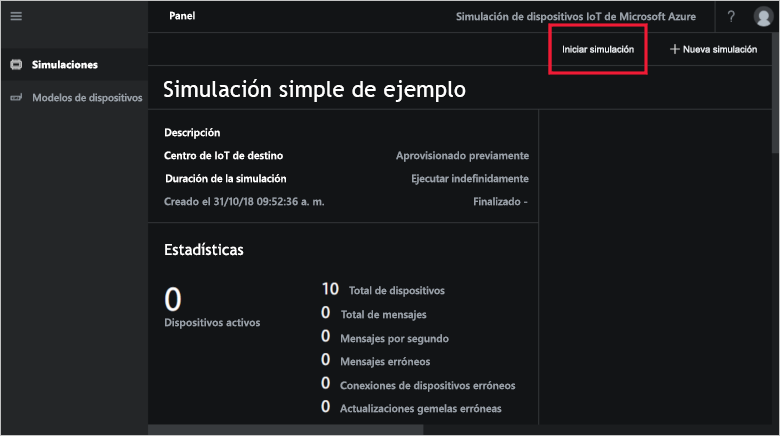 Panel
Simulación de dispositivos IoT de Microsoft Azure
?
Iniciar simulación
+ Nueva simulación
Simulaciones
Modelos de dispositivos
Simulación simple de ejemplo
Descripción
Centro de IoT de destino Aprovisionado previamente
Duración de la simulación Ejecutar indefinidamente
Creado el 31/10/18 09:52:36 a. m. Finalizado -
Estadísticas
0
Dispositivos activos
10 Total de dispositivos
0 Total de mensajes
0 Mensajes por segundo
0 Mensajes erróneos
0 Conexiones de dispositivos erróneos
0 Actualizaciones gemelas erróneas